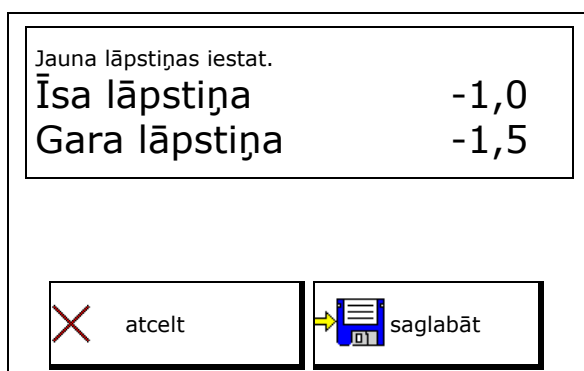 Jauna lāpstiņas iestat.
Īsa lāpstiņa -1,0
Gara lāpstiņa -1,5
atcelt
saglabāt